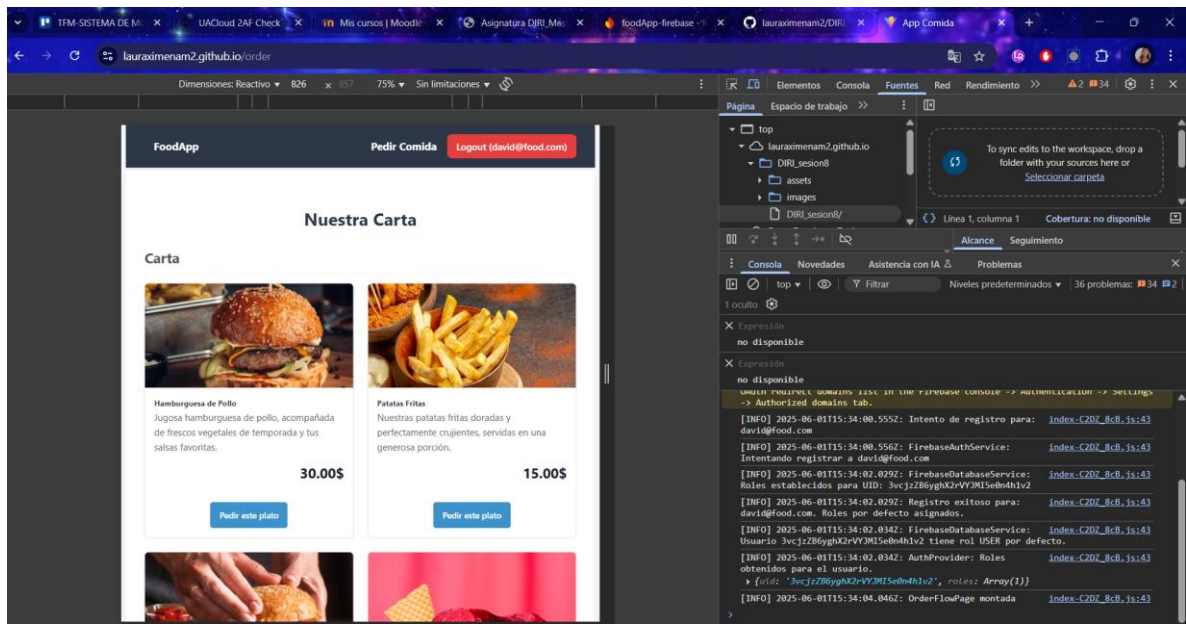 TFM-SISTEMA DE M
UACloud 2AF Check
Mis cursos | Moodle
Asignatura DJRI_Mas
foodApp-firebase -
lauraximenam2/DIRI
App Comida
lauraximenam2.github.io/order
Dimensiones: Reactivo 826 x 857 75% Sin limitaciones
Elementos Consola Fuentes Red Rendimiento 2 34
Página Espacio de trabajo
top
lauraximenam2.github.io
DIRI_sesion8
assets
images
DIRI_sesion8/
To sync edits to the workspace, drop a
folder with your sources here or
Seleccionar carpeta
Línea 1, columna 1 Cobertura: no disponible
Alcance Seguimiento
Consola Novedades Asistencia con IA Problemas
top Filtrar Niveles predeterminados 36 problemas: 34 2
1 oculto
Expresión
no disponible
Expresión
no disponible
OAuth redirect domains list in the Firebase console -> Authentication -> Settings
-> Authorized domains tab.
[INFO] 2025-06-01T15:34:00.555Z: Intento de registro para: index-C2DZ_8cB.js:43
david@food.com
[INFO] 2025-06-01T15:34:00.556Z: FirebaseAuthService: index-C2DZ_8cB.js:43
Intentando registrar a david@food.com
[INFO] 2025-06-01T15:34:02.029Z: FirebaseDatabaseService: index-C2DZ_8cB.js:43
Roles establecidos para UID: 3vcjzZB6yghX2rVYJMI5e0n4h1v2
[INFO] 2025-06-01T15:34:02.029Z: Registro exitoso para: index-C2DZ_8cB.js:43
david@food.com. Roles por defecto asignados.
[INFO] 2025-06-01T15:34:02.034Z: FirebaseDatabaseService: index-C2DZ_8cB.js:43
Usuario 3vcjzZB6yghX2rVYJMI5e0n4h1v2 tiene rol USER por defecto.
[INFO] 2025-06-01T15:34:02.034Z: AuthProvider: Roles index-C2DZ_8cB.js:43
obtenidos para el usuario.
{uid: '3vcjzZB6yghX2rVYJMI5e0n4h1v2', roles: Array(1)}
[INFO] 2025-06-01T15:34:04.046Z: OrderFlowPage montada index-C2DZ_8cB.js:43
FoodApp Pedir Comida Logout (david@food.com)
Nuestra Carta
Carta
Hamburguesa de Pollo
Jugosa hamburguesa de pollo, acompañada
de frescos vegetales de temporada y tus
salsas favoritas.
30.00$
Pedir este plato
Patatas Fritas
Nuestras patatas fritas doradas y
perfectamente crujientes, servidas en una
generosa porción.
15.00$
Pedir este plato